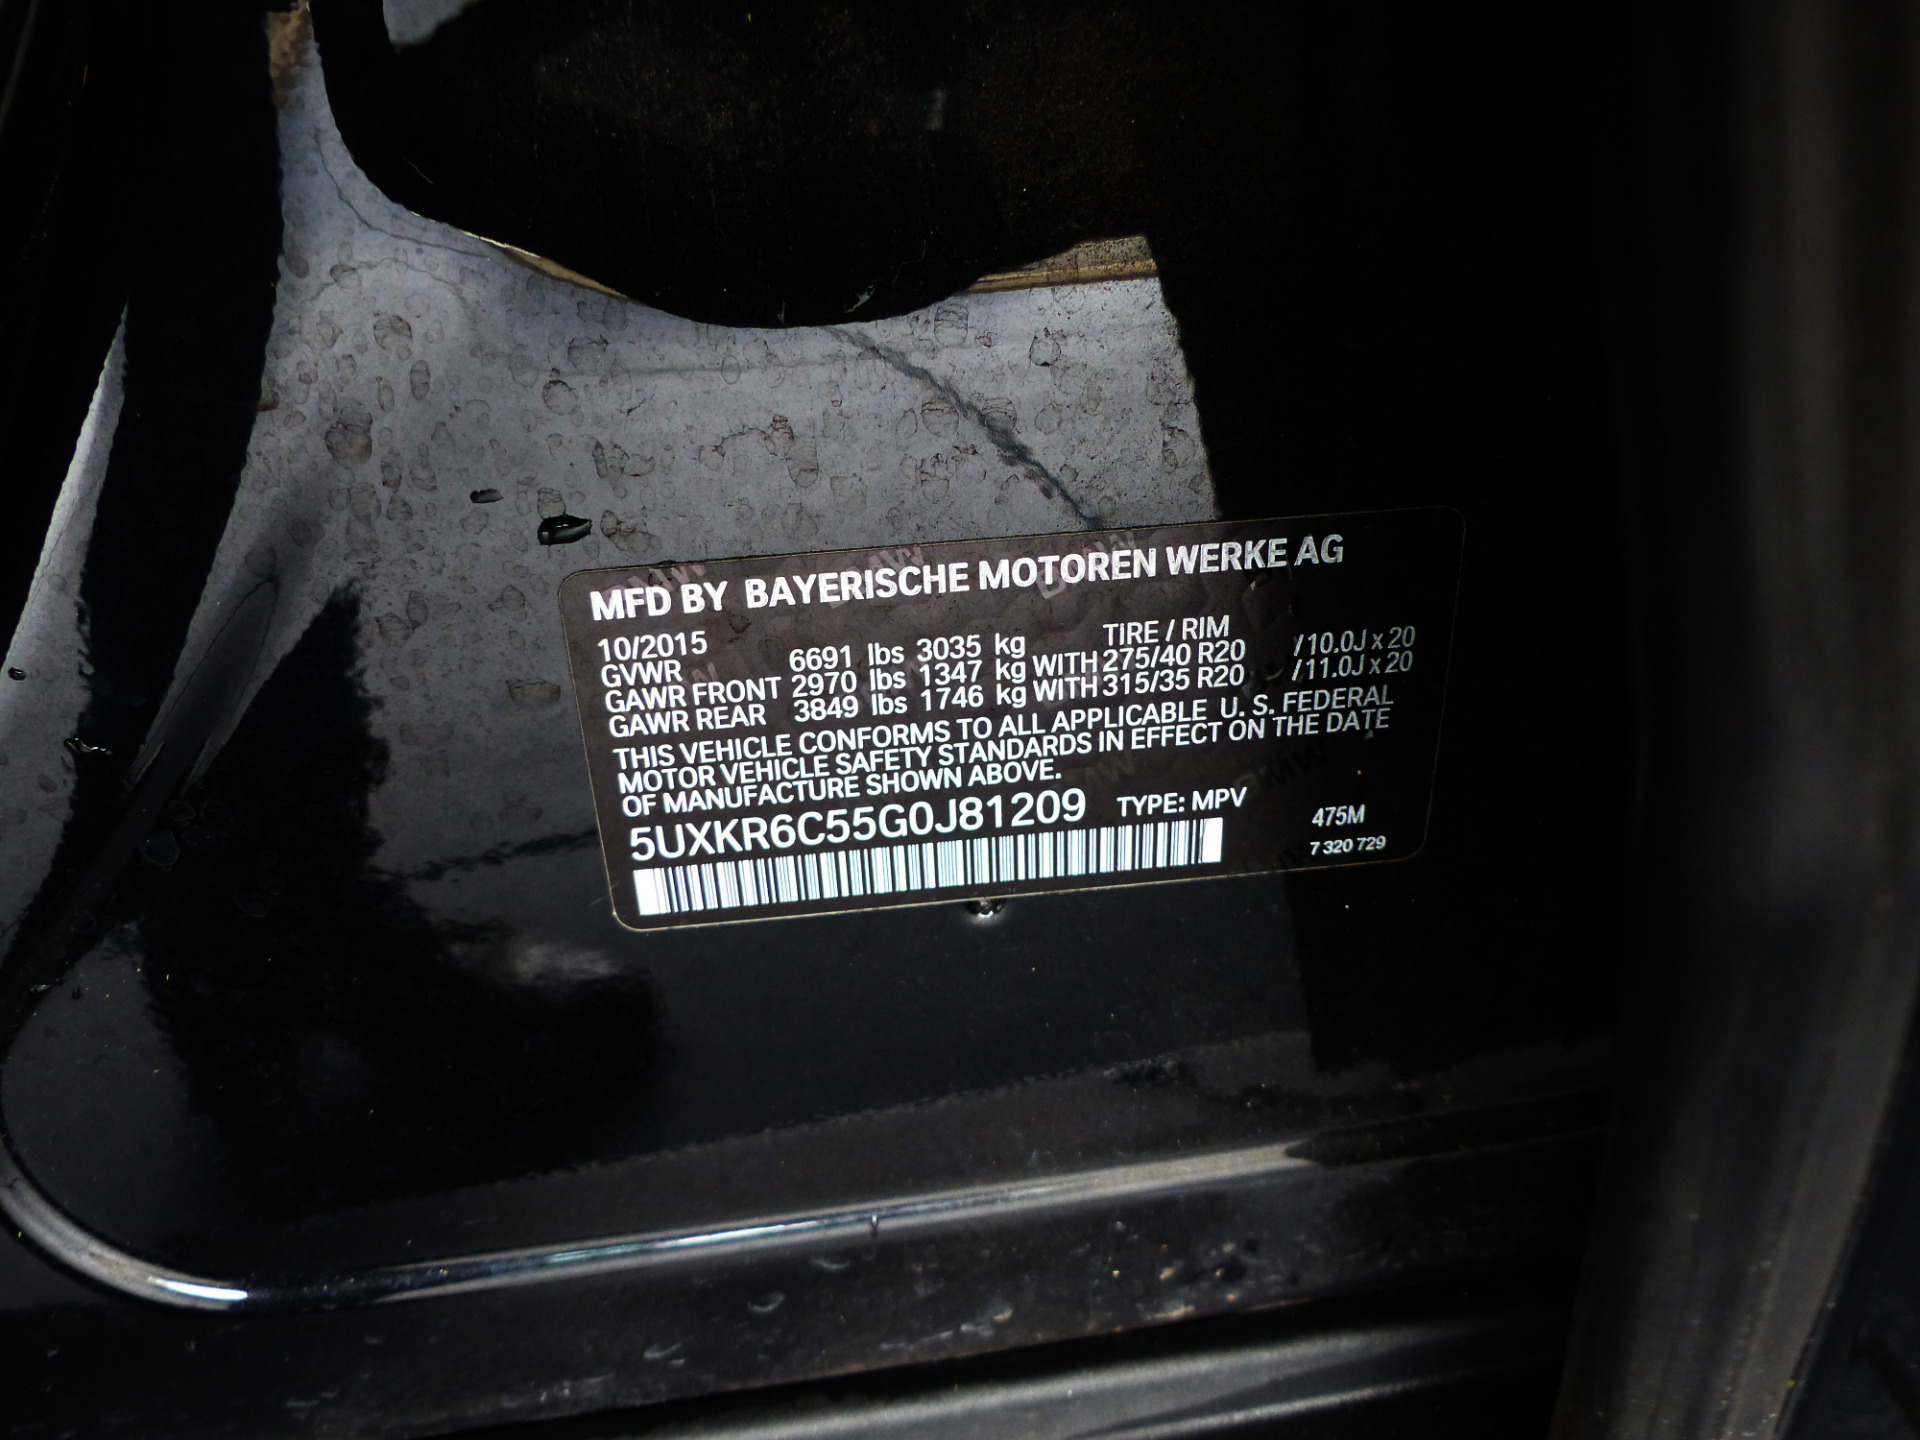 MFD BY BAYERISCHE MOTOREN WERKE AG
10/2015 TIRE / RIM
GVWR 6691 lbs 3035 kg
GAWR FRONT 2970 lbs 1347 kg WITH 275/40 R20 / 10.0J x 20
GAWR REAR 3849 lbs 1746 kg WITH 315/35 R20 / 11.0J x 20
THIS VEHICLE CONFORMS TO ALL APPLICABLE U. S. FEDERAL
MOTOR VEHICLE SAFETY STANDARDS IN EFFECT ON THE DATE
OF MANUFACTURE SHOWN ABOVE.
5UXKR6C55G0J81209 TYPE: MPV
475M
7 320 729